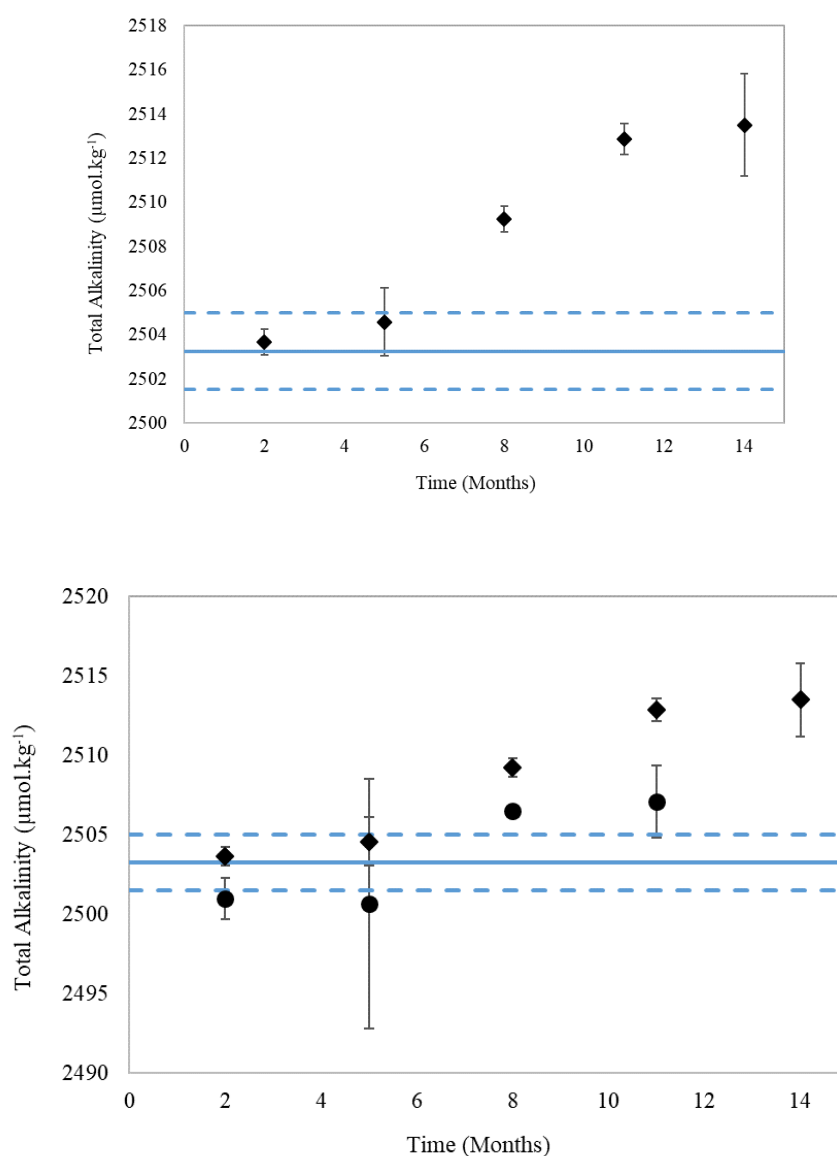 2518
2516
2514
2512
2510
2508
2506
2504
2502
2500
Total Alkalinity (µmol.kg⁻¹)
0 2 4 6 8 10 12 14
Time (Months)
2520
2515
2510
2505
2500
2495
2490
Total Alkalinity (µmol.kg⁻¹)
0 2 4 6 8 10 12 14
Time (Months)